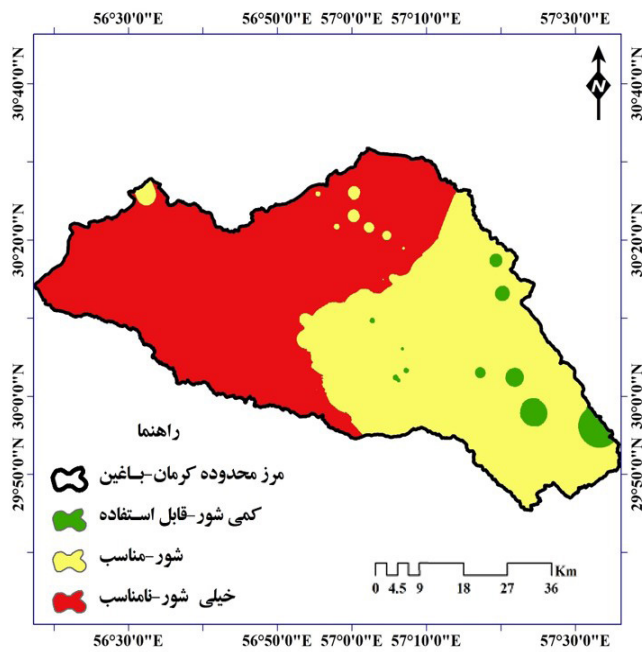 56°30'0"E 56°50'0"E 57°0'0"E 57°10'0"E 57°30'0"E
30°40'0"N 30°40'0"N
N
30°20'0"N 30°20'0"N
30°0'0"N 30°0'0"N
29°50'0"N 29°50'0"N
راهنما
مرز محدوده کرمان-باغین
کمی شور-قابل استفاده
شور-مناسب
خیلی شور-نامناسب
Km
0 4.5 9 18 27 36
56°30'0"E 56°50'0"E 57°0'0"E 57°10'0"E 57°30'0"E